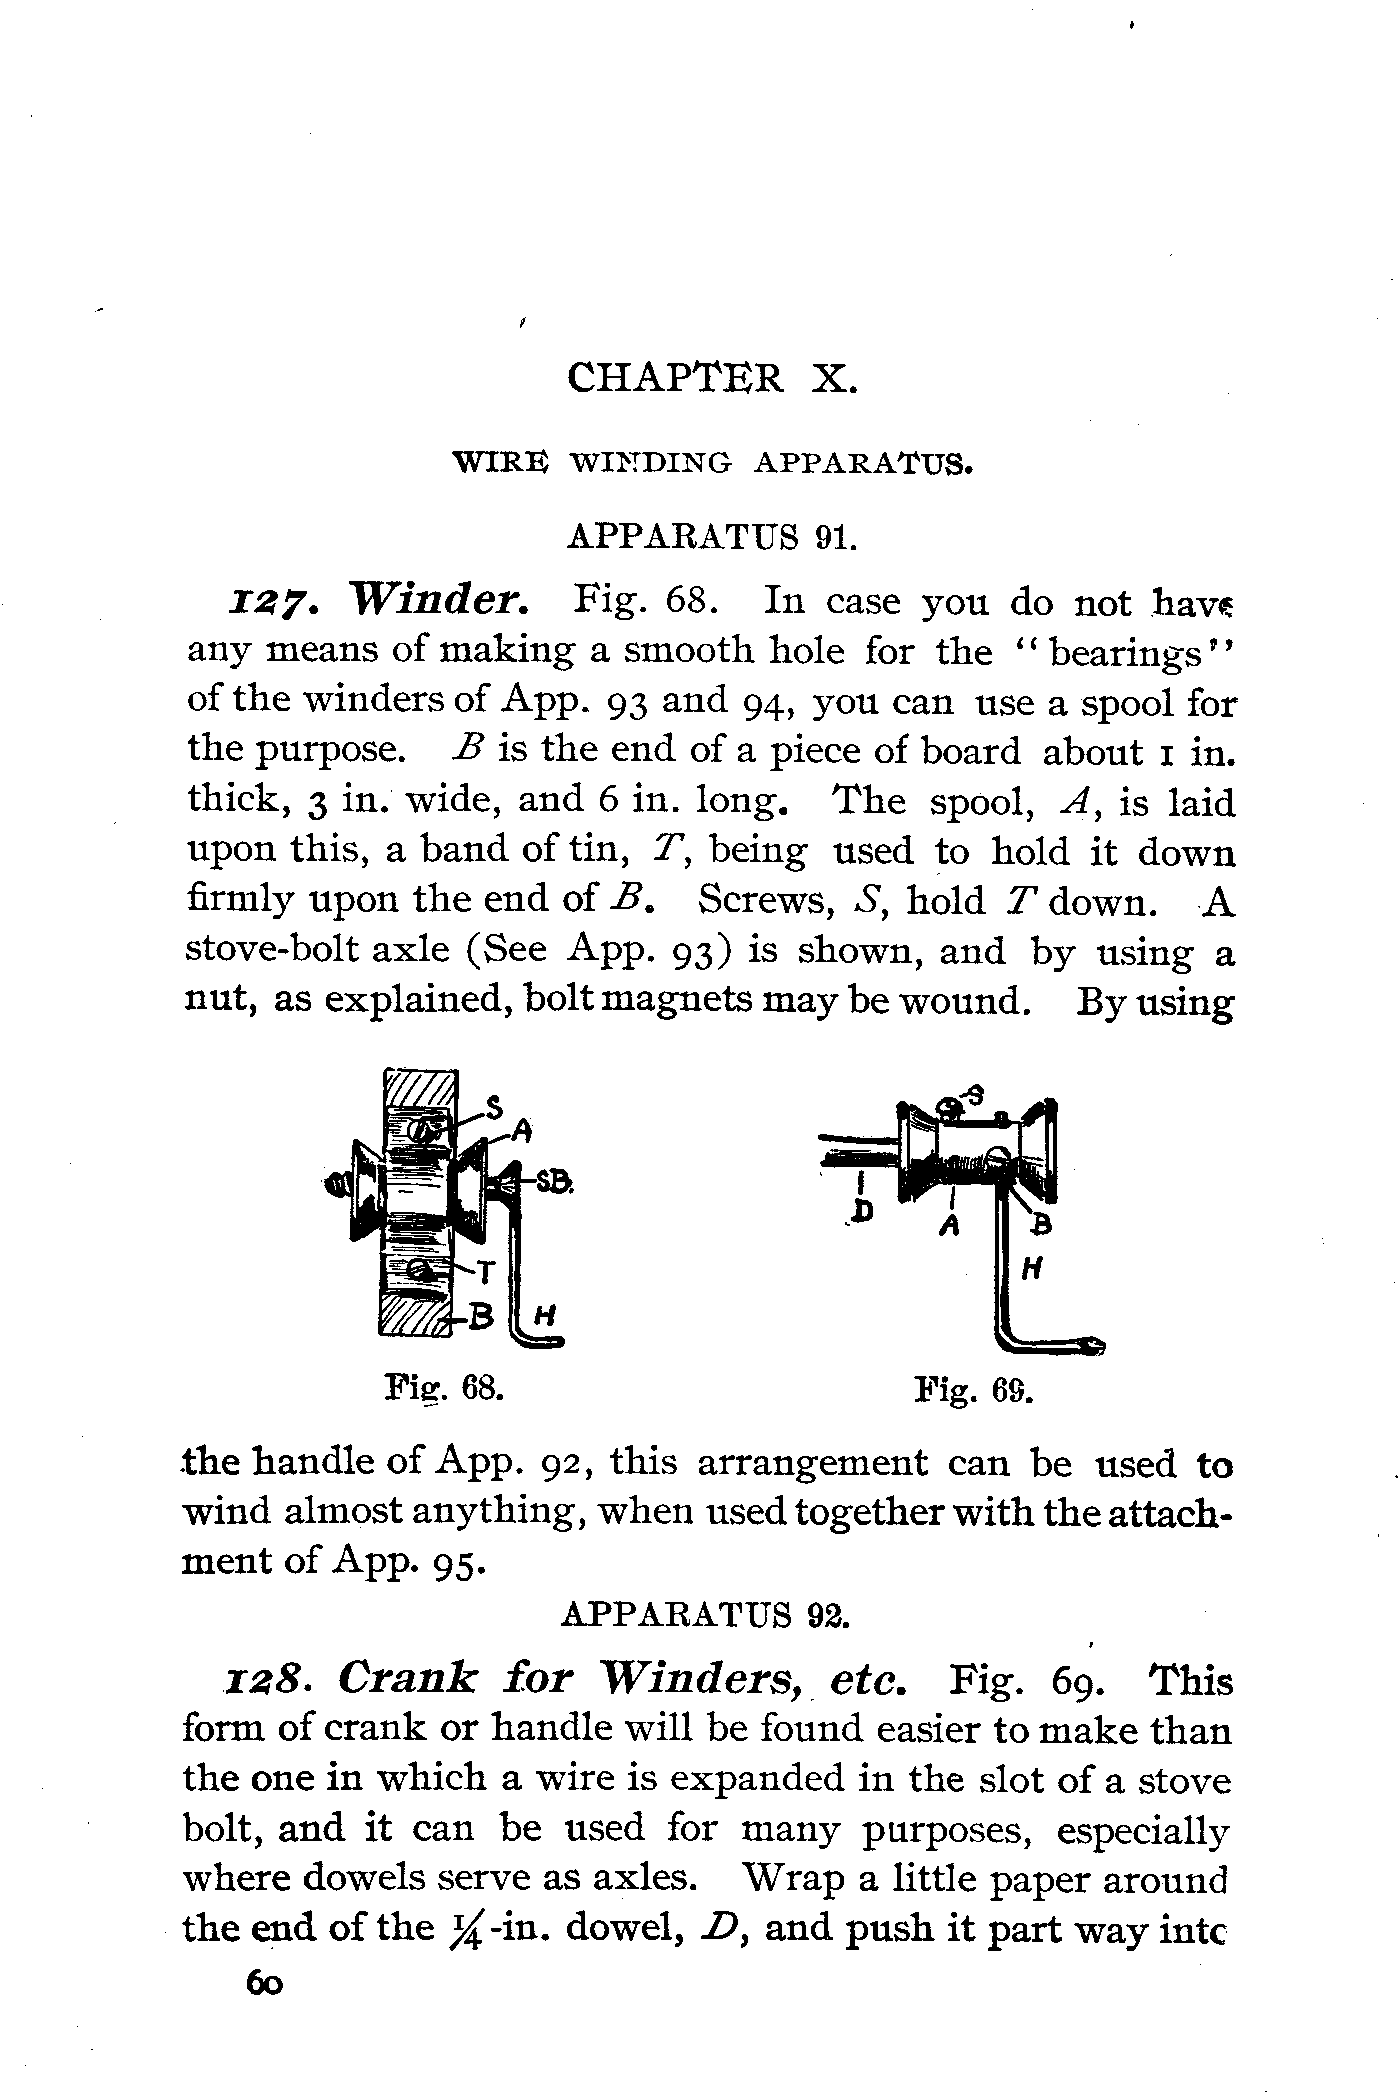 CHAPTER X.
WIRE WINDING APPARATUS.
APPARATUS 91.
127. Winder. Fig. 68. In case you do not have
any means of making a smooth hole for the “bearings”
of the winders of App. 93 and 94, you can use a spool for
the purpose. B is the end of a piece of board about 1 in.
thick, 3 in. wide, and 6 in. long. The spool, A, is laid
upon this, a band of tin, T, being used to hold it down
firmly upon the end of B. Screws, S, hold T down. A
stove-bolt axle (See App. 93) is shown, and by using a
nut, as explained, bolt magnets may be wound. By using
S
A
SB.
T
B
H
Fig. 68.
S
D
A
B
H
Fig. 69.
the handle of App. 92, this arrangement can be used to
wind almost anything, when used together with the attach-
ment of App. 95.
APPARATUS 92.
128. Crank for Winders, etc. Fig. 69. This
form of crank or handle will be found easier to make than
the one in which a wire is expanded in the slot of a stove
bolt, and it can be used for many purposes, especially
where dowels serve as axles. Wrap a little paper around
the end of the ¼-in. dowel, D, and push it part way into
60